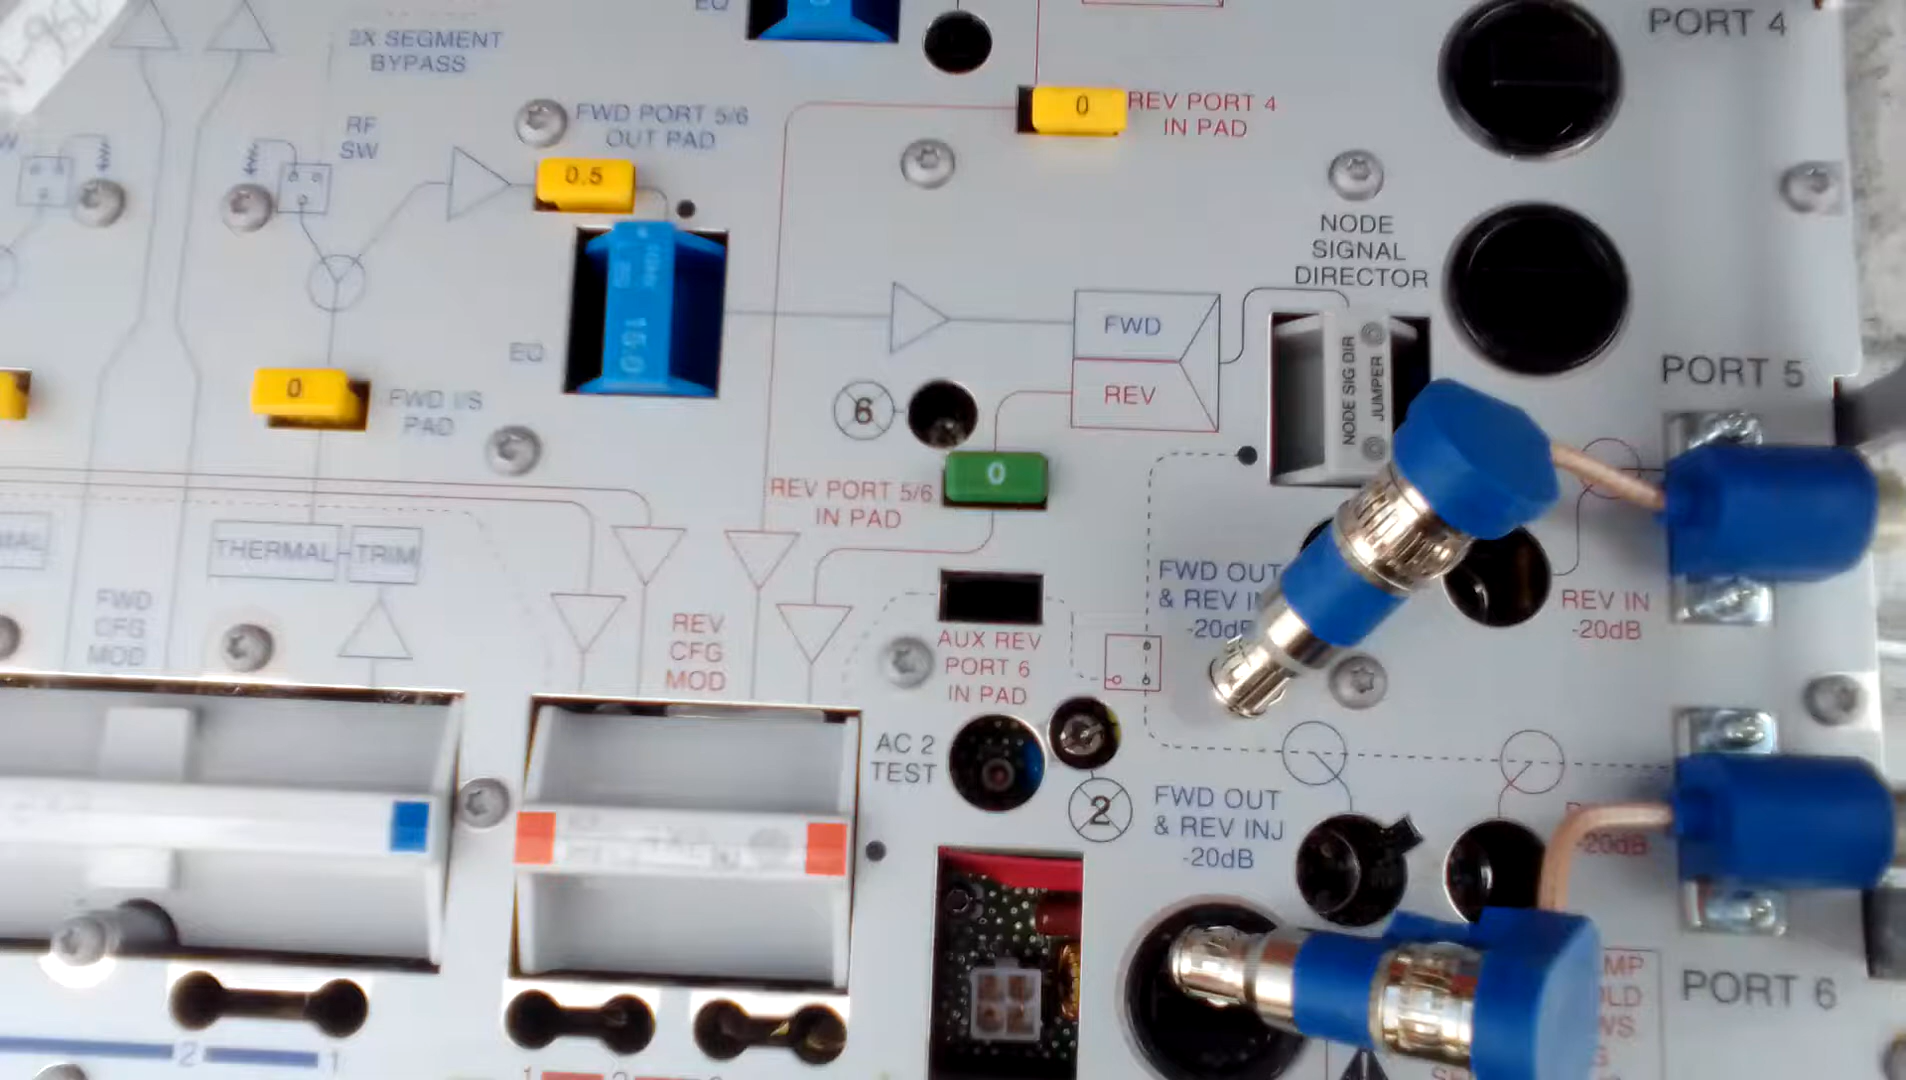 EQ
PORT 4
2X SEGMENT
BYPASS
0
REV PORT 4
IN PAD
FWD PORT 5/6
OUT PAD
RF
SW
0.5
NODE
SIGNAL
DIRECTOR
15.0
FWD
REV
EQ
NODE SIG DIR
JUMPER
PORT 5
0
FWD I/S
PAD
6
0
REV PORT 5/6
IN PAD
THERMAL
TRIM
FWD
CFG
MOD
REV
CFG
MOD
FWD OUT
& REV
-20dB
REV IN
-20dB
AUX REV
PORT 6
IN PAD
AC 2
TEST
2
FWD OUT
& REV INJ
-20dB
-20dB
PORT 6
2
1